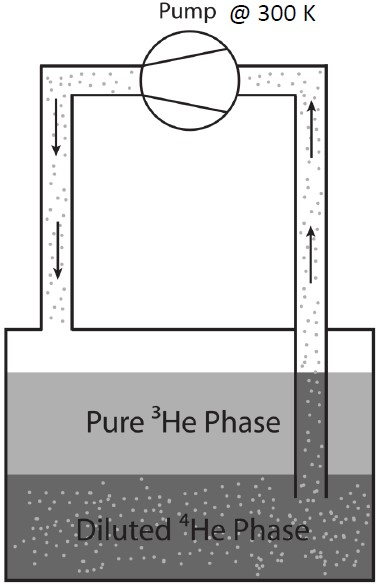 Pump @ 300 K
Pure ³He Phase
Diluted ⁴He Phase